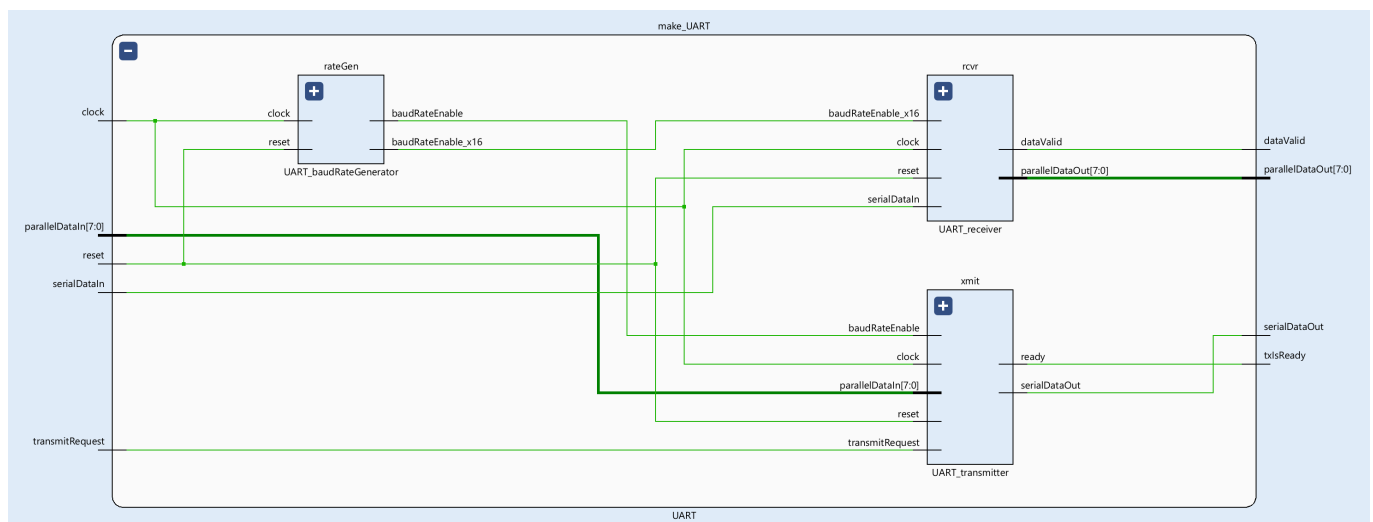 make_UART
rateGen
rcvr
clock
clock
baudRateEnable
baudRateEnable_x16
reset
baudRateEnable_x16
UART_baudRateGenerator
clock
dataValid
dataValid
reset
parallelDataOut[7:0]
parallelDataOut[7:0]
serialDataIn
UART_receiver
parallelDataIn[7:0]
reset
serialDataIn
xmit
baudRateEnable
serialDataOut
clock
ready
txIsReady
parallelDataIn[7:0]
serialDataOut
reset
transmitRequest
transmitRequest
UART_transmitter
UART